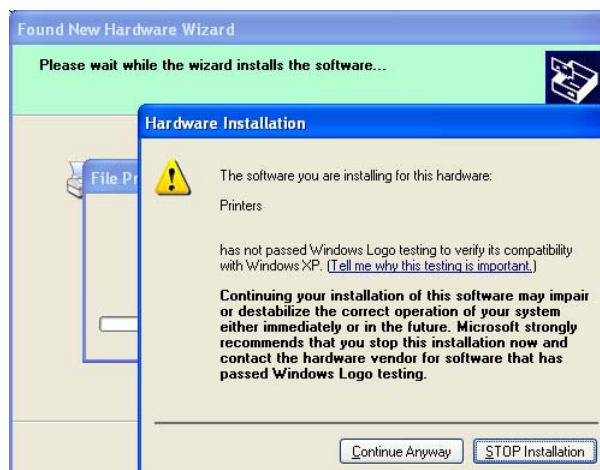 Found New Hardware Wizard
Please wait while the wizard installs the software...
Hardware Installation
File Pr
The software you are installing for this hardware:
Printers
has not passed Windows Logo testing to verify its compatibility
with Windows XP. (Tell me why this testing is important.)
Continuing your installation of this software may impair
or destabilize the correct operation of your system
either immediately or in the future. Microsoft strongly
recommends that you stop this installation now and
contact the hardware vendor for software that has
passed Windows Logo testing.
Continue Anyway
STOP Installation